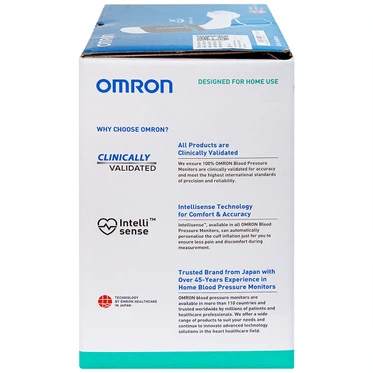 OMRON
DESIGNED FOR HOME USE
WHY CHOOSE OMRON?
CLINICALLY
VALIDATED
All Products are
Clinically Validated
We ensure 100% OMRON Blood Pressure
Monitors are clinically validated for accuracy
and meet the highest international standards
of precision and reliability.
Intelli™
sense
Intellisense Technology
for Comfort & Accuracy
Intellisense™, available in all OMRON Blood
Pressure Monitors, can automatically
personalise the cuff inflation just for you to
ensure less pain and discomfort during
measurement.
TECHNOLOGY
BY OMRON HEALTHCARE
IN JAPAN
Trusted Brand from Japan with
Over 45-Years Experience in
Home Blood Pressure Monitors
OMRON blood pressure monitors are
available in more than 110 countries and
trusted worldwide by millions of patients and
healthcare professionals. We offer a wide
range of products to suit your needs and
continue to innovate advanced technology
solutions in the heart healthcare field.